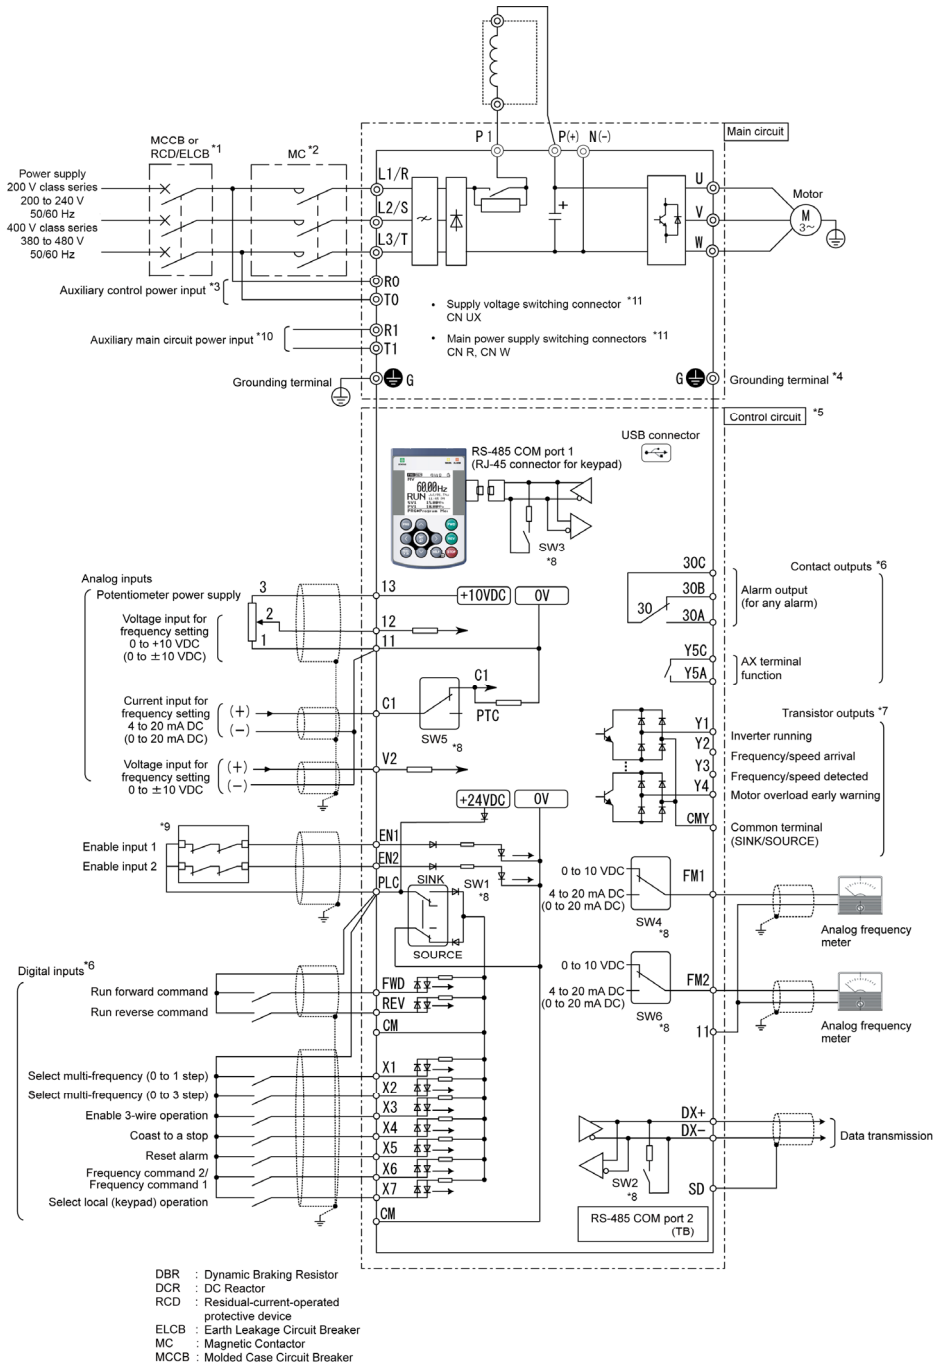 P1
P(+)
N(-)
Main circuit
MCCB or
RCD/ELCB *1
MC *2
Power supply
200 V class series
200 to 240 V
50/60 Hz
400 V class series
380 to 480 V
50/60 Hz
L1/R
L2/S
L3/T
+
U
V
W
Motor
M
3~
Auxiliary control power input *3
R0
T0
• Supply voltage switching connector *11
CN UX
• Main power supply switching connectors *11
CN R, CN W
Auxiliary main circuit power input *10
R1
T1
Grounding terminal
G
G
Grounding terminal *4
Control circuit
*5
USB connector
RS-485 COM port 1
(RJ-45 connector for keypad)
60.00Hz
RUN
SW3
*8
30C
30B
30A
30
Contact outputs *6
Alarm output
(for any alarm)
Y5C
Y5A
AX terminal
function
Analog inputs
Potentiometer power supply
3
2
1
13
12
11
+10VDC
0V
Voltage input for
frequency setting
0 to +10 VDC
(0 to ±10 VDC)
Current input for
frequency setting
4 to 20 mA DC
(0 to 20 mA DC)
(+)
(−)
C1
C1
PTC
SW5
*8
Voltage input for
frequency setting
0 to ±10 VDC
(+)
(−)
V2
Transistor outputs *7
Y1
Inverter running
Y2
Frequency/speed arrival
Y3
Frequency/speed detected
Y4
Motor overload early warning
CMY
Common terminal
(SINK/SOURCE)
+24VDC
0V
*9
Enable input 1
Enable input 2
EN1
EN2
PLC
SINK
SW1
*8
SOURCE
0 to 10 VDC
4 to 20 mA DC
(0 to 20 mA DC)
SW4
*8
FM1
Analog frequency
meter
0 to 10 VDC
4 to 20 mA DC
(0 to 20 mA DC)
SW6
*8
FM2
11
Analog frequency
meter
Digital inputs *6
Run forward command
Run reverse command
FWD
REV
CM
Select multi-frequency (0 to 1 step)
X1
Select multi-frequency (0 to 3 step)
X2
Enable 3-wire operation
X3
Coast to a stop
X4
Reset alarm
X5
Frequency command 2/
Frequency command 1
X6
Select local (keypad) operation
X7
CM
DX+
DX-
Data transmission
SW2
*8
SD
RS-485 COM port 2
(TB)
DBR : Dynamic Braking Resistor
DCR : DC Reactor
RCD : Residual-current-operated
protective device
ELCB : Earth Leakage Circuit Breaker
MC : Magnetic Contactor
MCCB : Molded Case Circuit Breaker